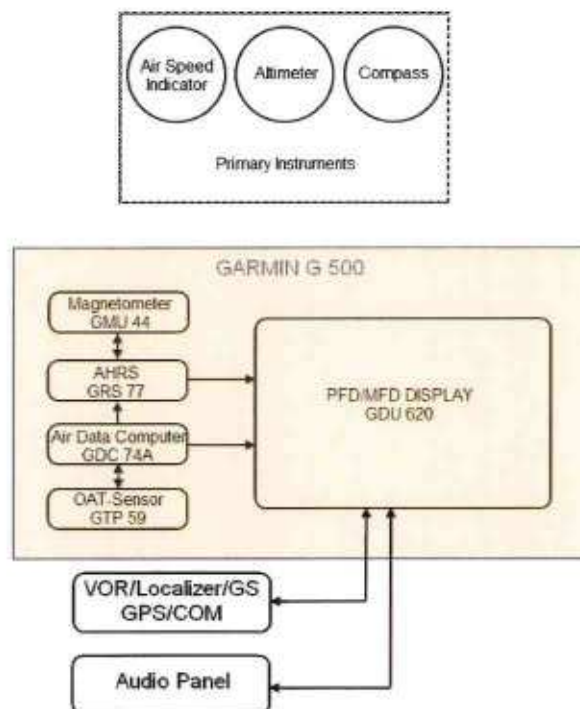 Air Speed
Indicator
Altimeter
Compass
Primary Instruments
GARMIN G 500
Magnetometer
GMU 44
AHRS
GRS 77
Air Data Computer
GDC 74A
OAT-Sensor
GTP 59
PFD/MFD DISPLAY
GDU 620
VOR/Localizer/GS
GPS/COM
Audio Panel